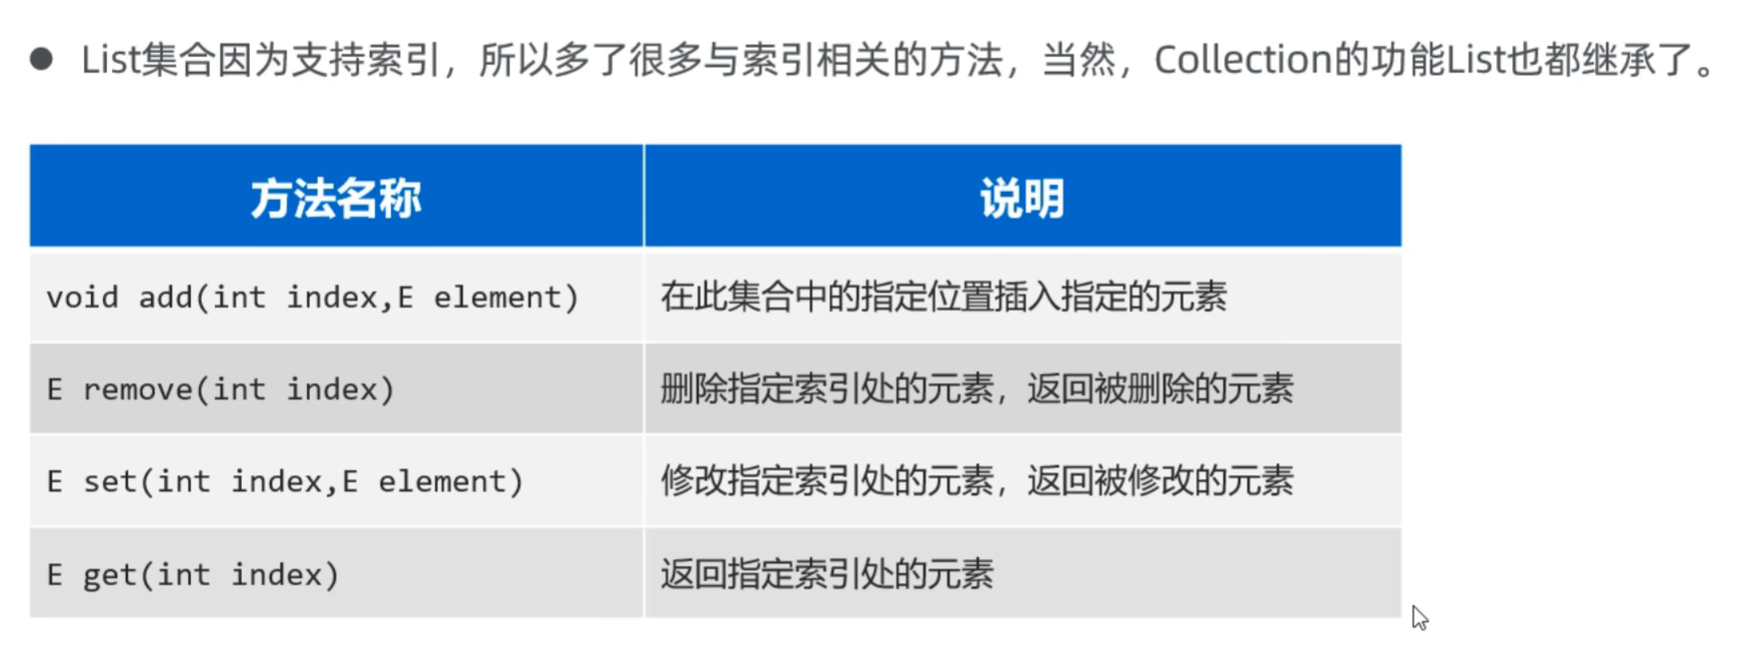 ● List集合因为支持索引，所以多了很多与索引相关的方法，当然，Collection的功能List也都继承了。
方法名称 说明
void add(int index,E element) 在此集合中的指定位置插入指定的元素
E remove(int index) 删除指定索引处的元素，返回被删除的元素
E set(int index,E element) 修改指定索引处的元素，返回被修改的元素
E get(int index) 返回指定索引处的元素